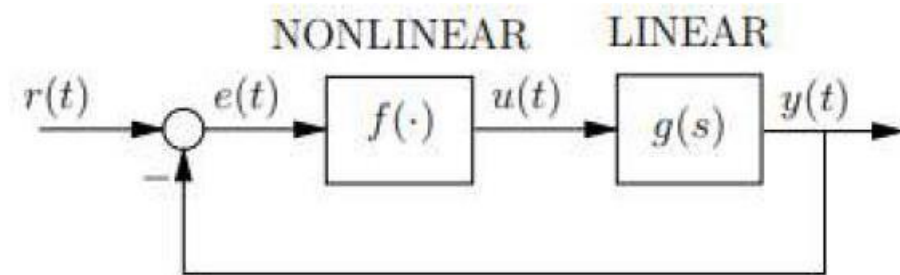 NONLINEAR LINEAR
r(t) e(t) f(·) u(t) g(s) y(t)
−